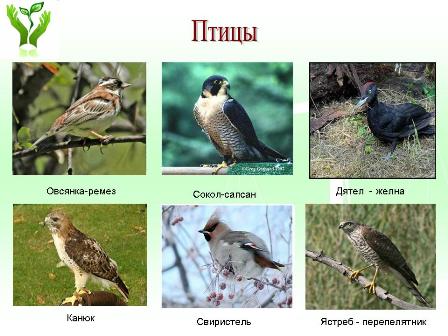 Птицы
Овсянка-ремез
Сокол-сапсан
Дятел - желна
Канюк
Свиристель
Ястреб - перепелятник